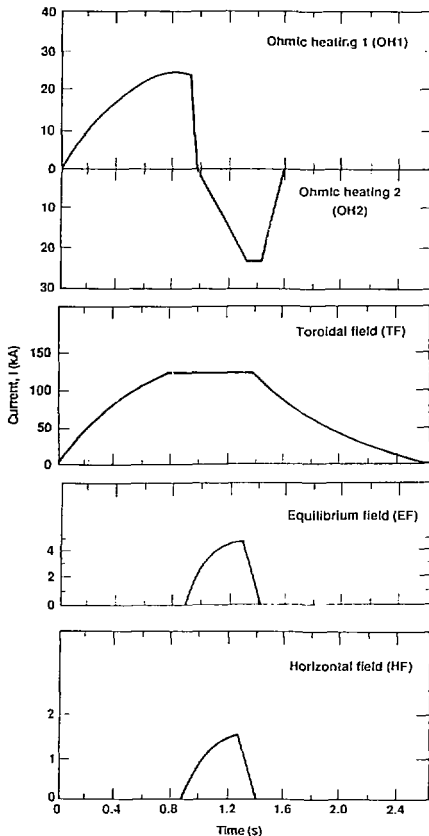 40
Ohmic heating 1 (OH1)
30
20
10
0
Ohmic heating 2
(OH2)
10
20
30
Toroidal field (TF)
150
100
50
0
Current, I (kA)
Equilibrium field (EF)
4
2
0
Horizontal field (HF)
2
1
0
0 0.4 0.8 1.2 1.6 2.0 2.4
Time (s)